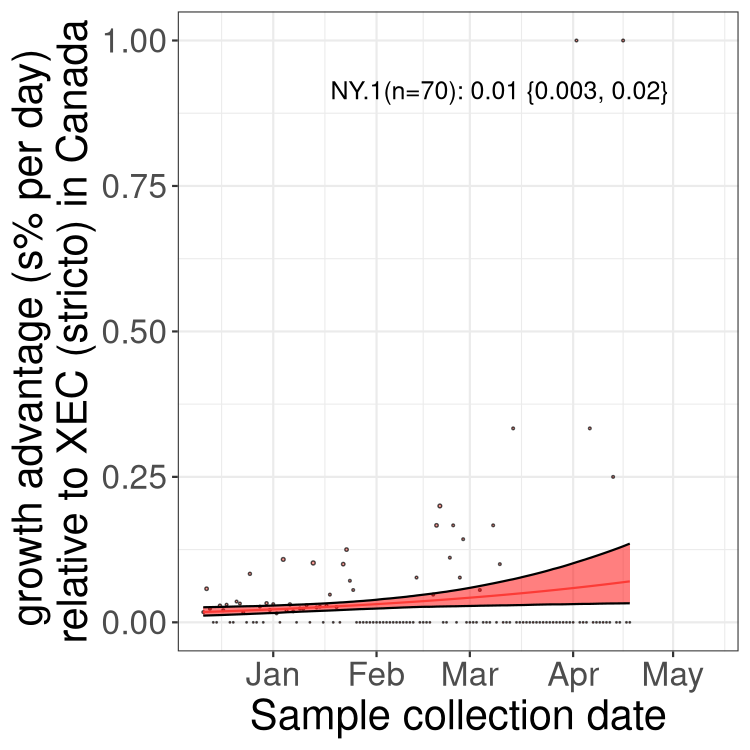 growth advantage (s% per day)
relative to XEC (stricto) in Canada
1.00
0.75
0.50
0.25
0.00
NY.1(n=70): 0.01 {0.003, 0.02}
Jan Feb Mar Apr May
Sample collection date